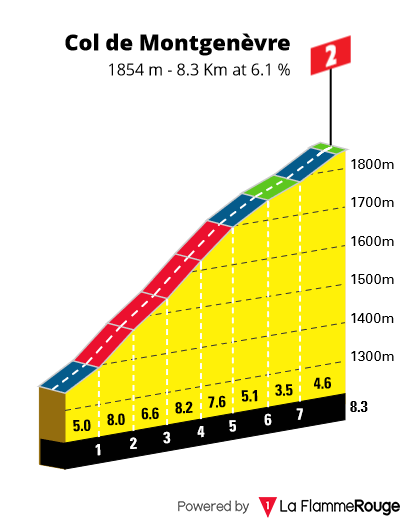 Col de Montgenèvre
1854 m - 8.3 Km at 6.1 %
2
1800m
1700m
1600m
1500m
1400m
1300m
5.0 8.0 6.6 8.2 7.6 5.1 3.5 4.6
1 2 3 4 5 6 7 8.3
Powered by 1 La FlammeRouge